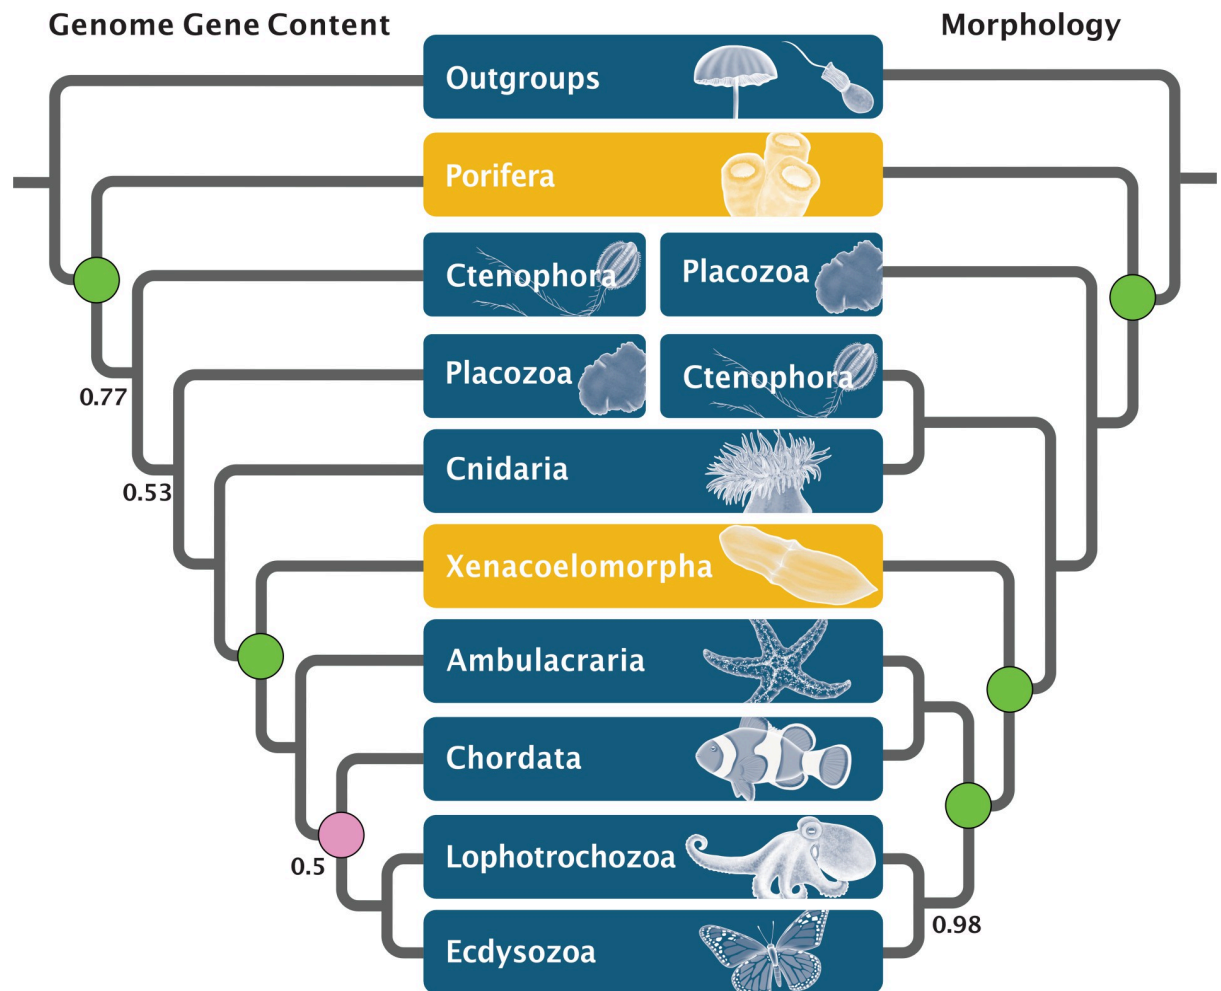 Genome Gene Content
Morphology
Outgroups
Porifera
Ctenophora
Placozoa
Placozoa
Ctenophora
0.77
Cnidaria
0.53
Xenacoelomorpha
Ambulacraria
Chordata
0.5
Lophotrochozoa
0.98
Ecdysozoa